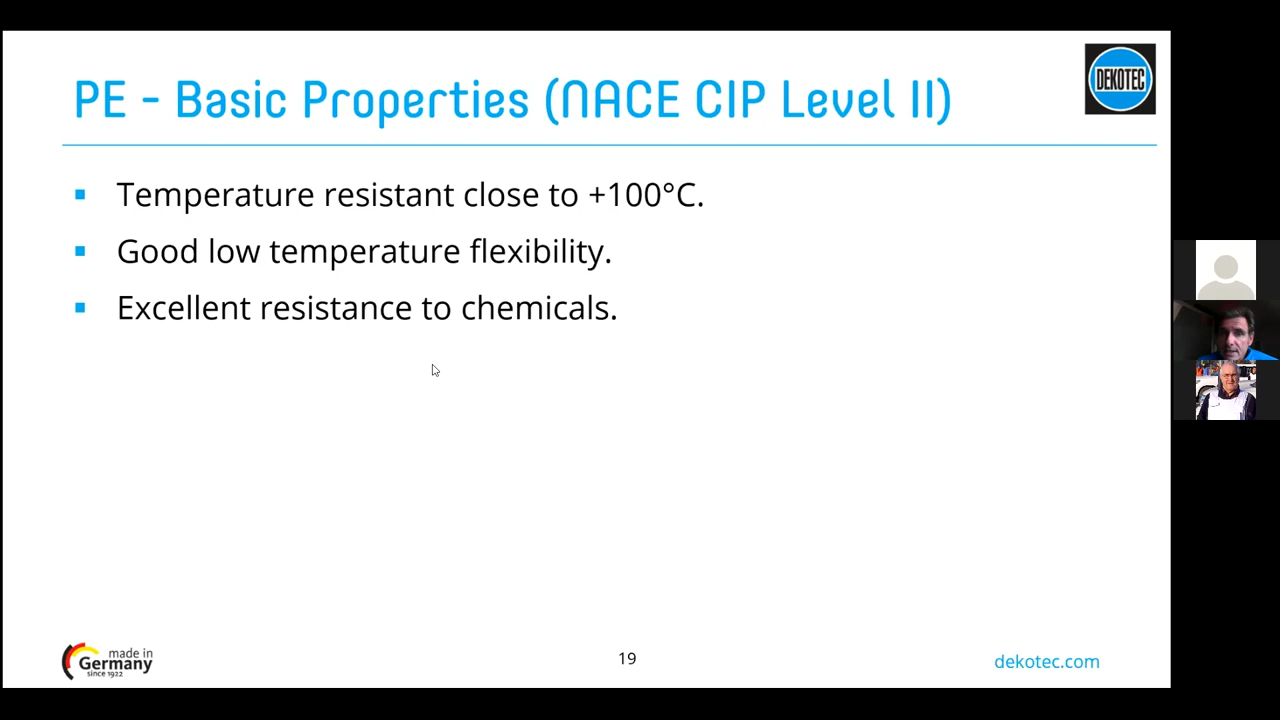 PE - Basic Properties (NACE CIP Level II)
DEKOTEC
Temperature resistant close to +100°C.
Good low temperature flexibility.
Excellent resistance to chemicals.
made in
Germany
since 1922
19
dekotec.com